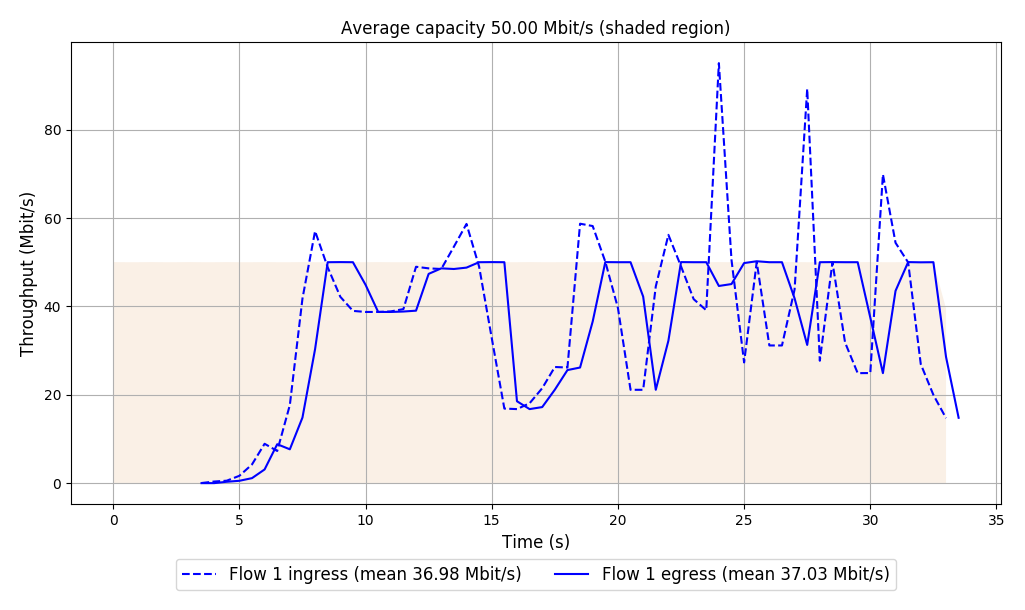 Average capacity 50.00 Mbit/s (shaded region)
Throughput (Mbit/s)
80
60
40
20
0
0 5 10 15 20 25 30 35
Time (s)
Flow 1 ingress (mean 36.98 Mbit/s) Flow 1 egress (mean 37.03 Mbit/s)